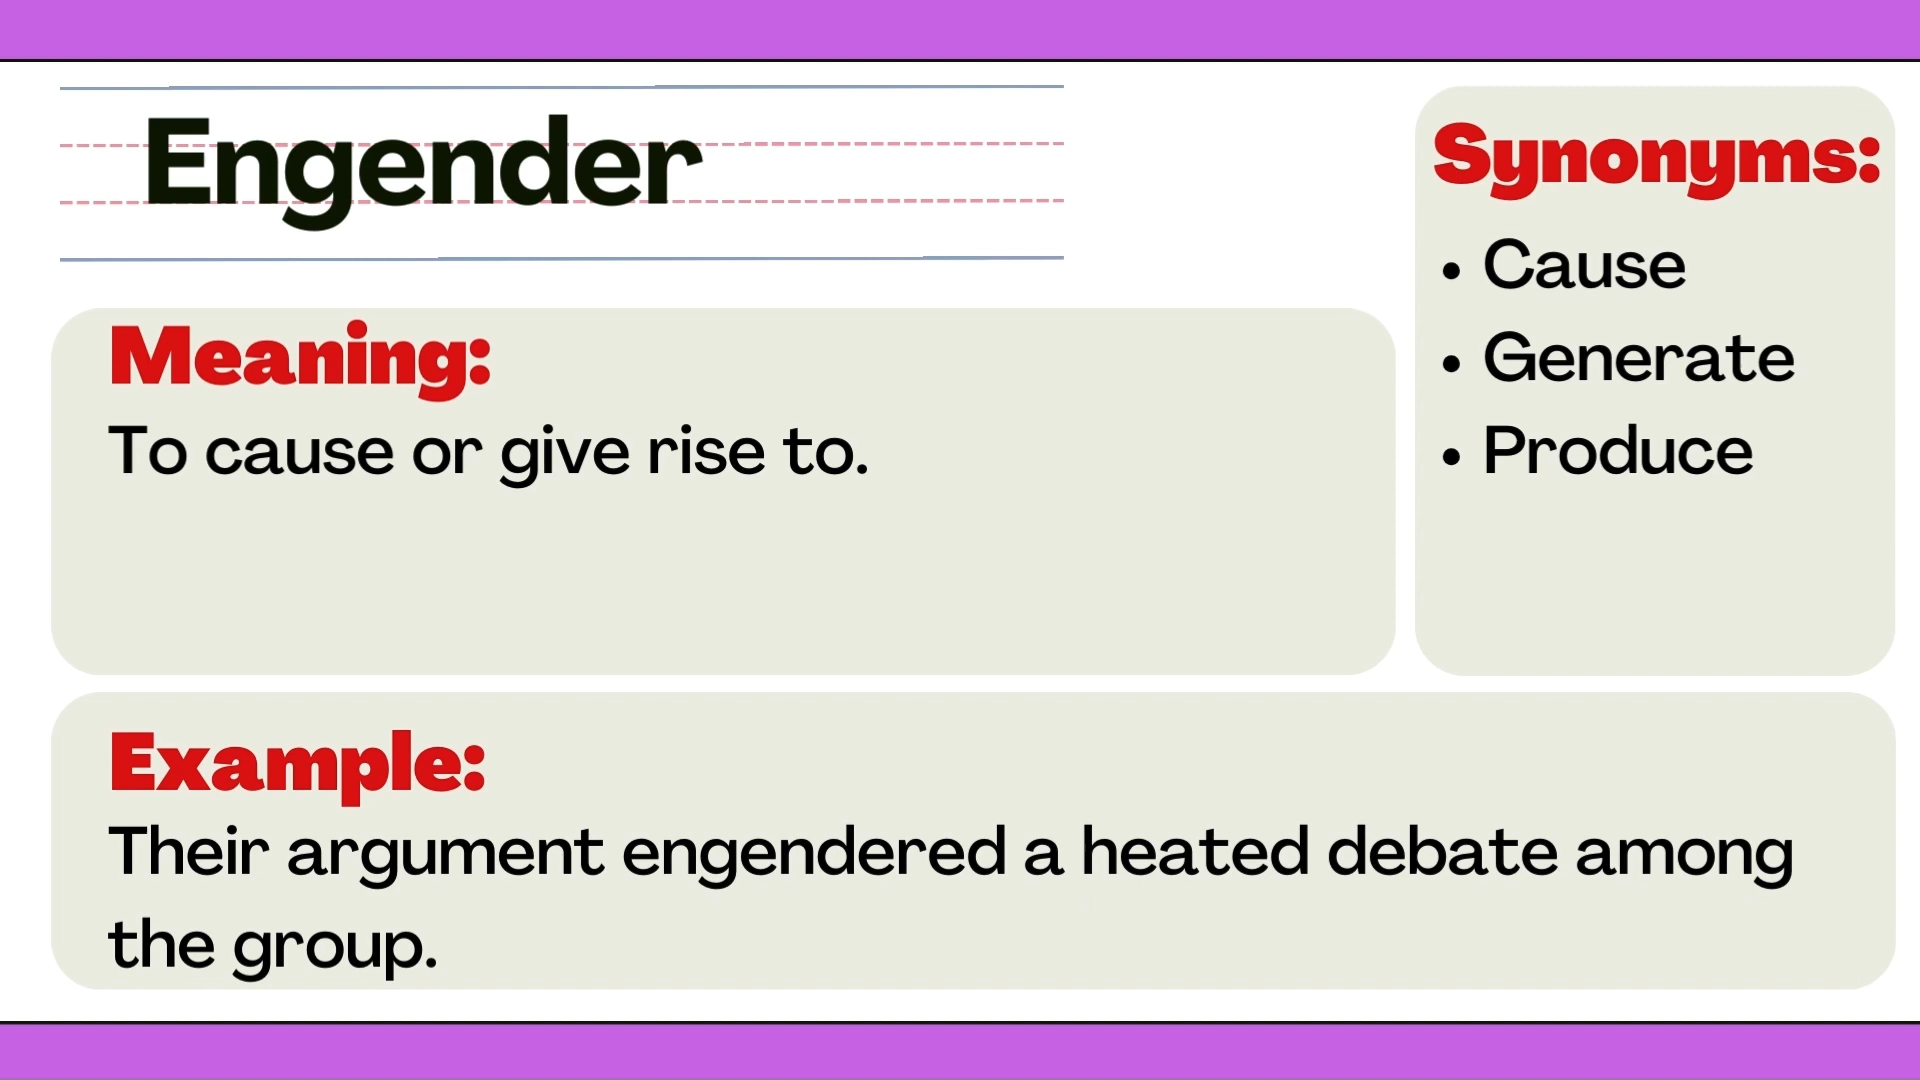 Engender
Meaning:
To cause or give rise to.
Synonyms:
• Cause
• Generate
• Produce
Example:
Their argument engendered a heated debate among
the group.